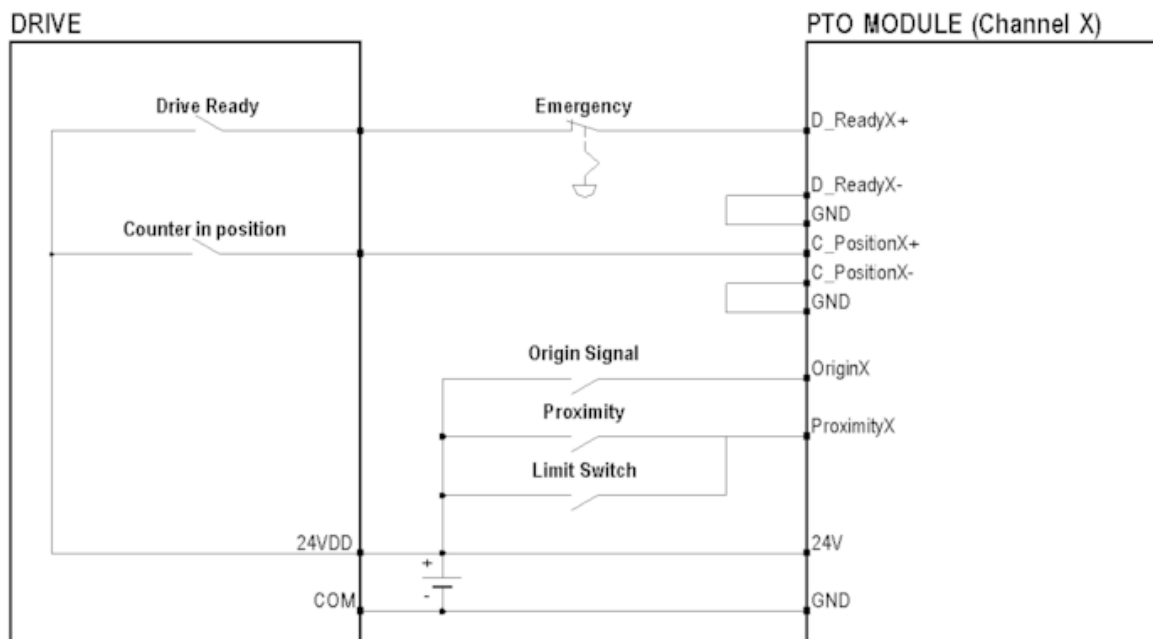 DRIVE
PTO MODULE (Channel X)
Drive Ready
Emergency
D_ReadyX+
D_ReadyX-
GND
Counter in position
C_PositionX+
C_PositionX-
GND
Origin Signal
OriginX
Proximity
ProximityX
Limit Switch
24VDD
24V
+
-
COM
GND